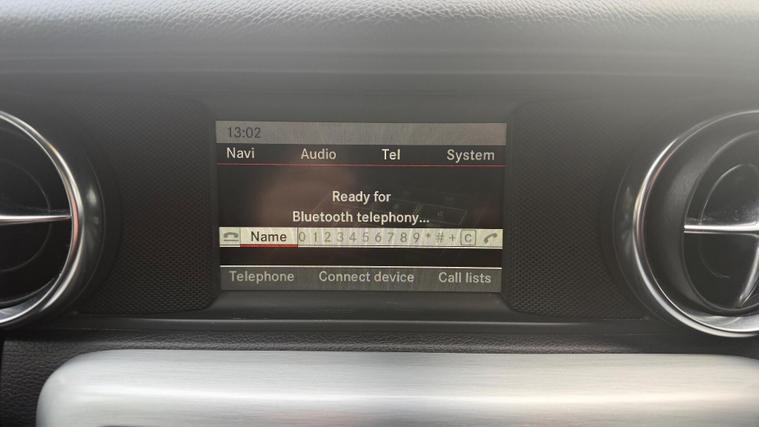 13:02
Navi Audio Tel System
Ready for
Bluetooth telephony...
Name 0 1 2 3 4 5 6 7 8 9 * # + C
Telephone Connect device Call lists